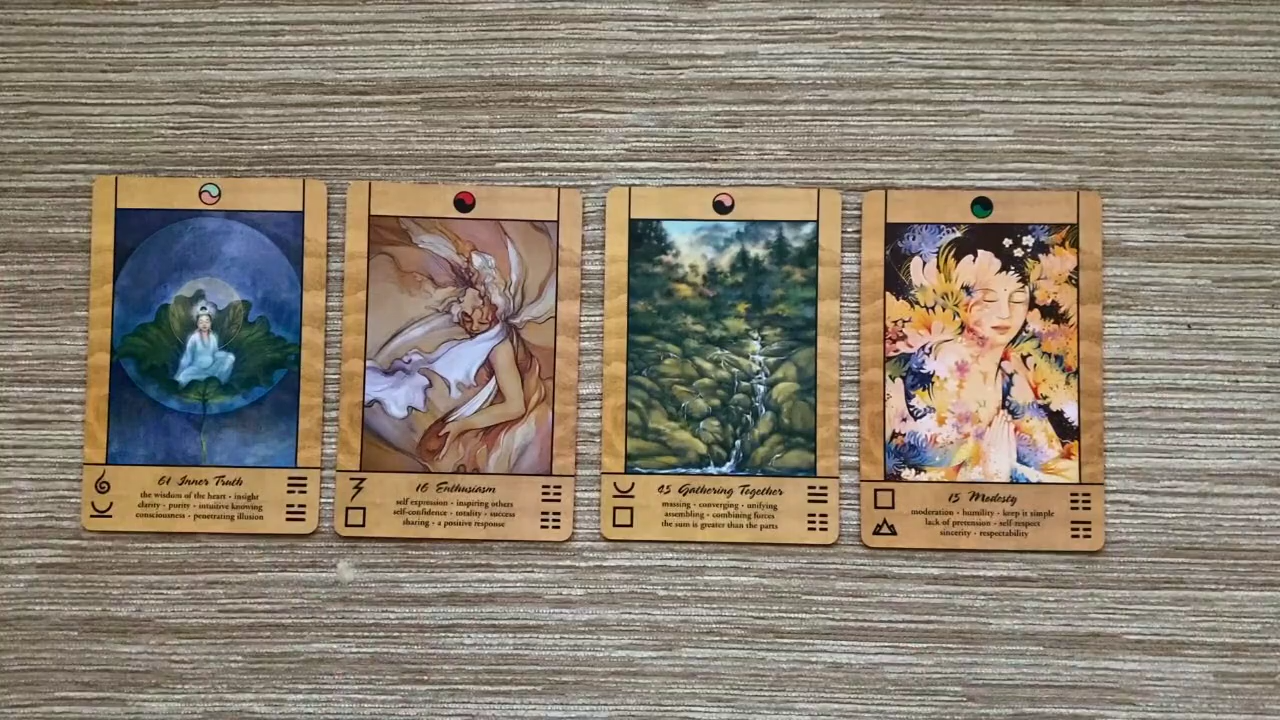 61 Inner Truth
the wisdom of the heart • insight
clarity • purity • intuitive knowing
consciousness • penetrating illusion
16 Enthusiasm
self expression • inspiring others
self-confidence • totality • success
sharing • a positive response
45 Gathering Together
massing • converging • unifying
assembling • combining forces
the sum is greater than the parts
15 Modesty
moderation • humility • keep it simple
lack of pretension • self-respect
sincerity • respectability